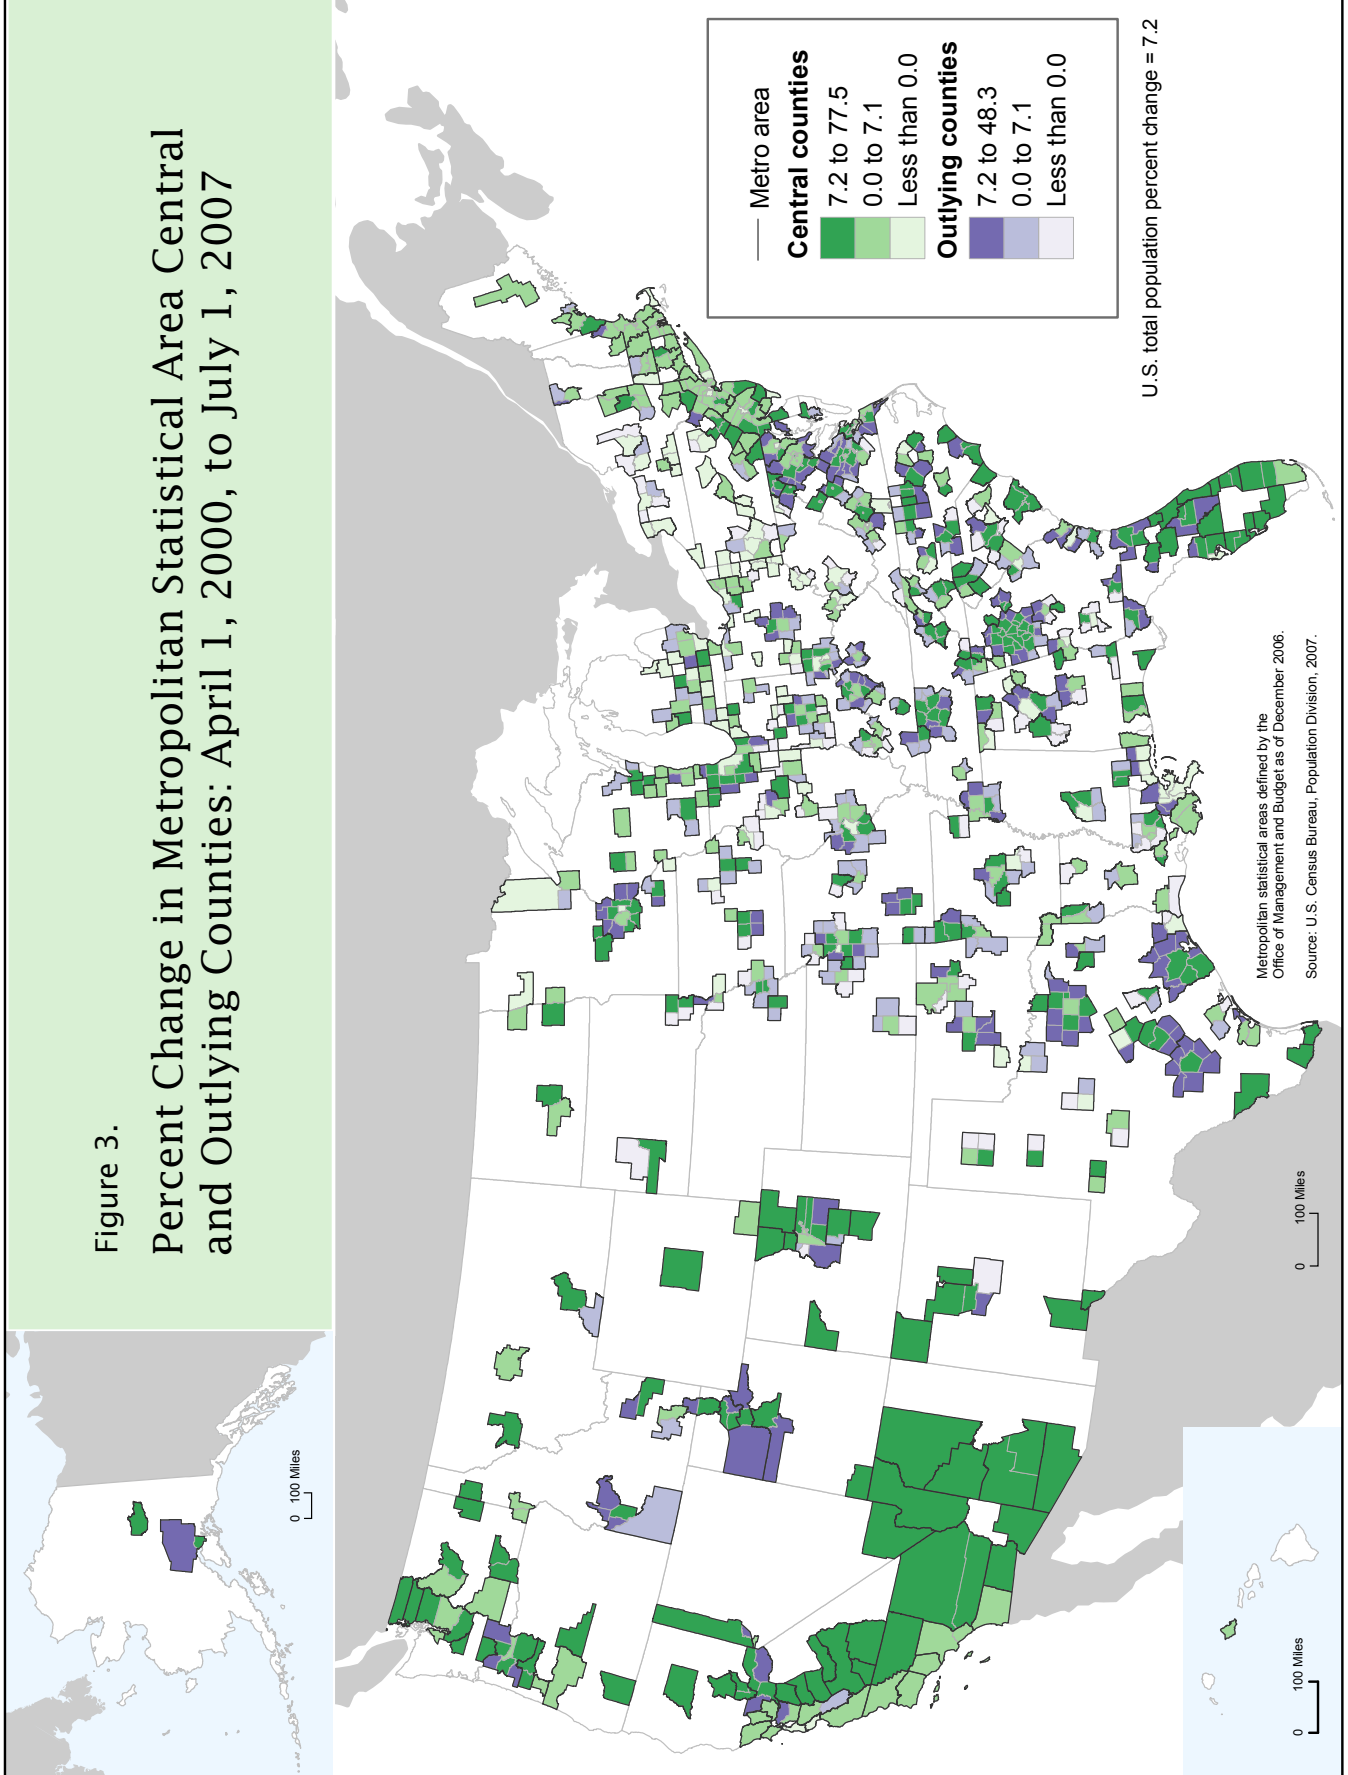 Figure 3.
Percent Change in Metropolitan Statistical Area Central
and Outlying Counties: April 1, 2000, to July 1, 2007
Metro area
Central counties
7.2 to 77.5
0.0 to 7.1
Less than 0.0
Outlying counties
7.2 to 48.3
0.0 to 7.1
Less than 0.0
U.S. total population percent change = 7.2
0 100 Miles
0 100 Miles
0 100 Miles
Metropolitan statistical areas defined by the
Office of Management and Budget as of December 2006.
Source: U.S. Census Bureau, Population Division, 2007.